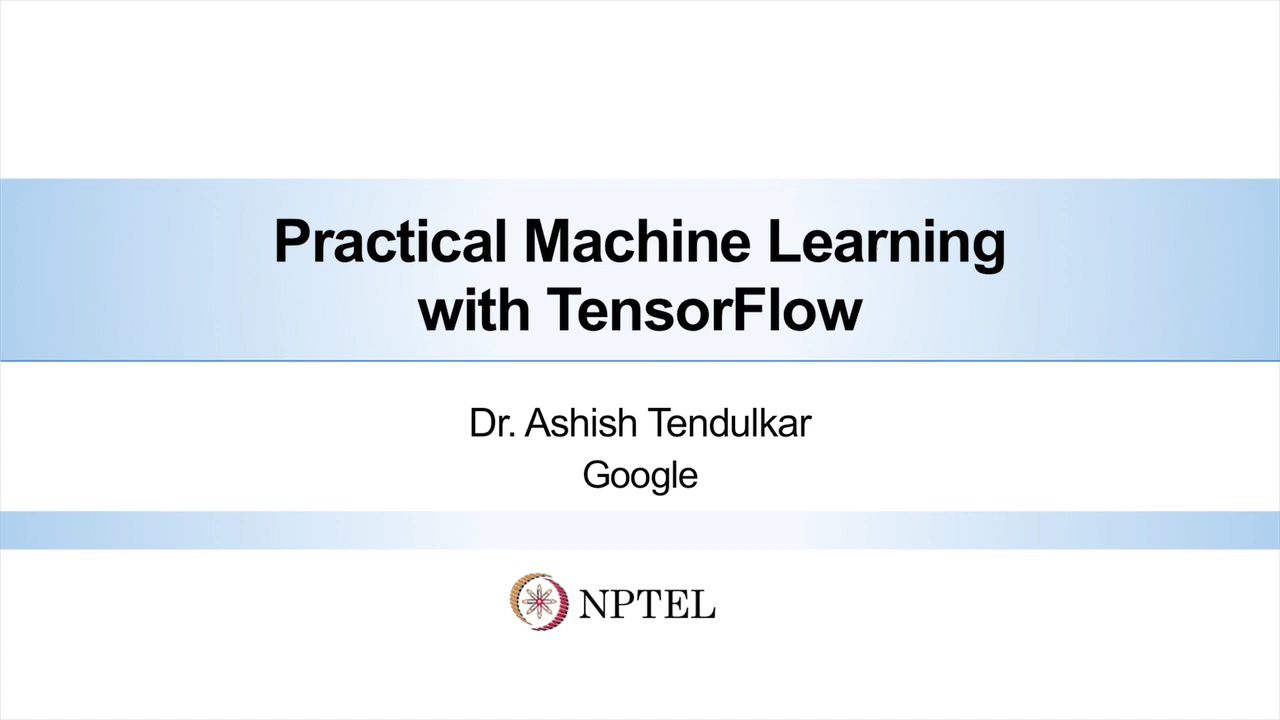 Practical Machine Learning
with TensorFlow
Dr. Ashish Tendulkar
Google
NPTEL